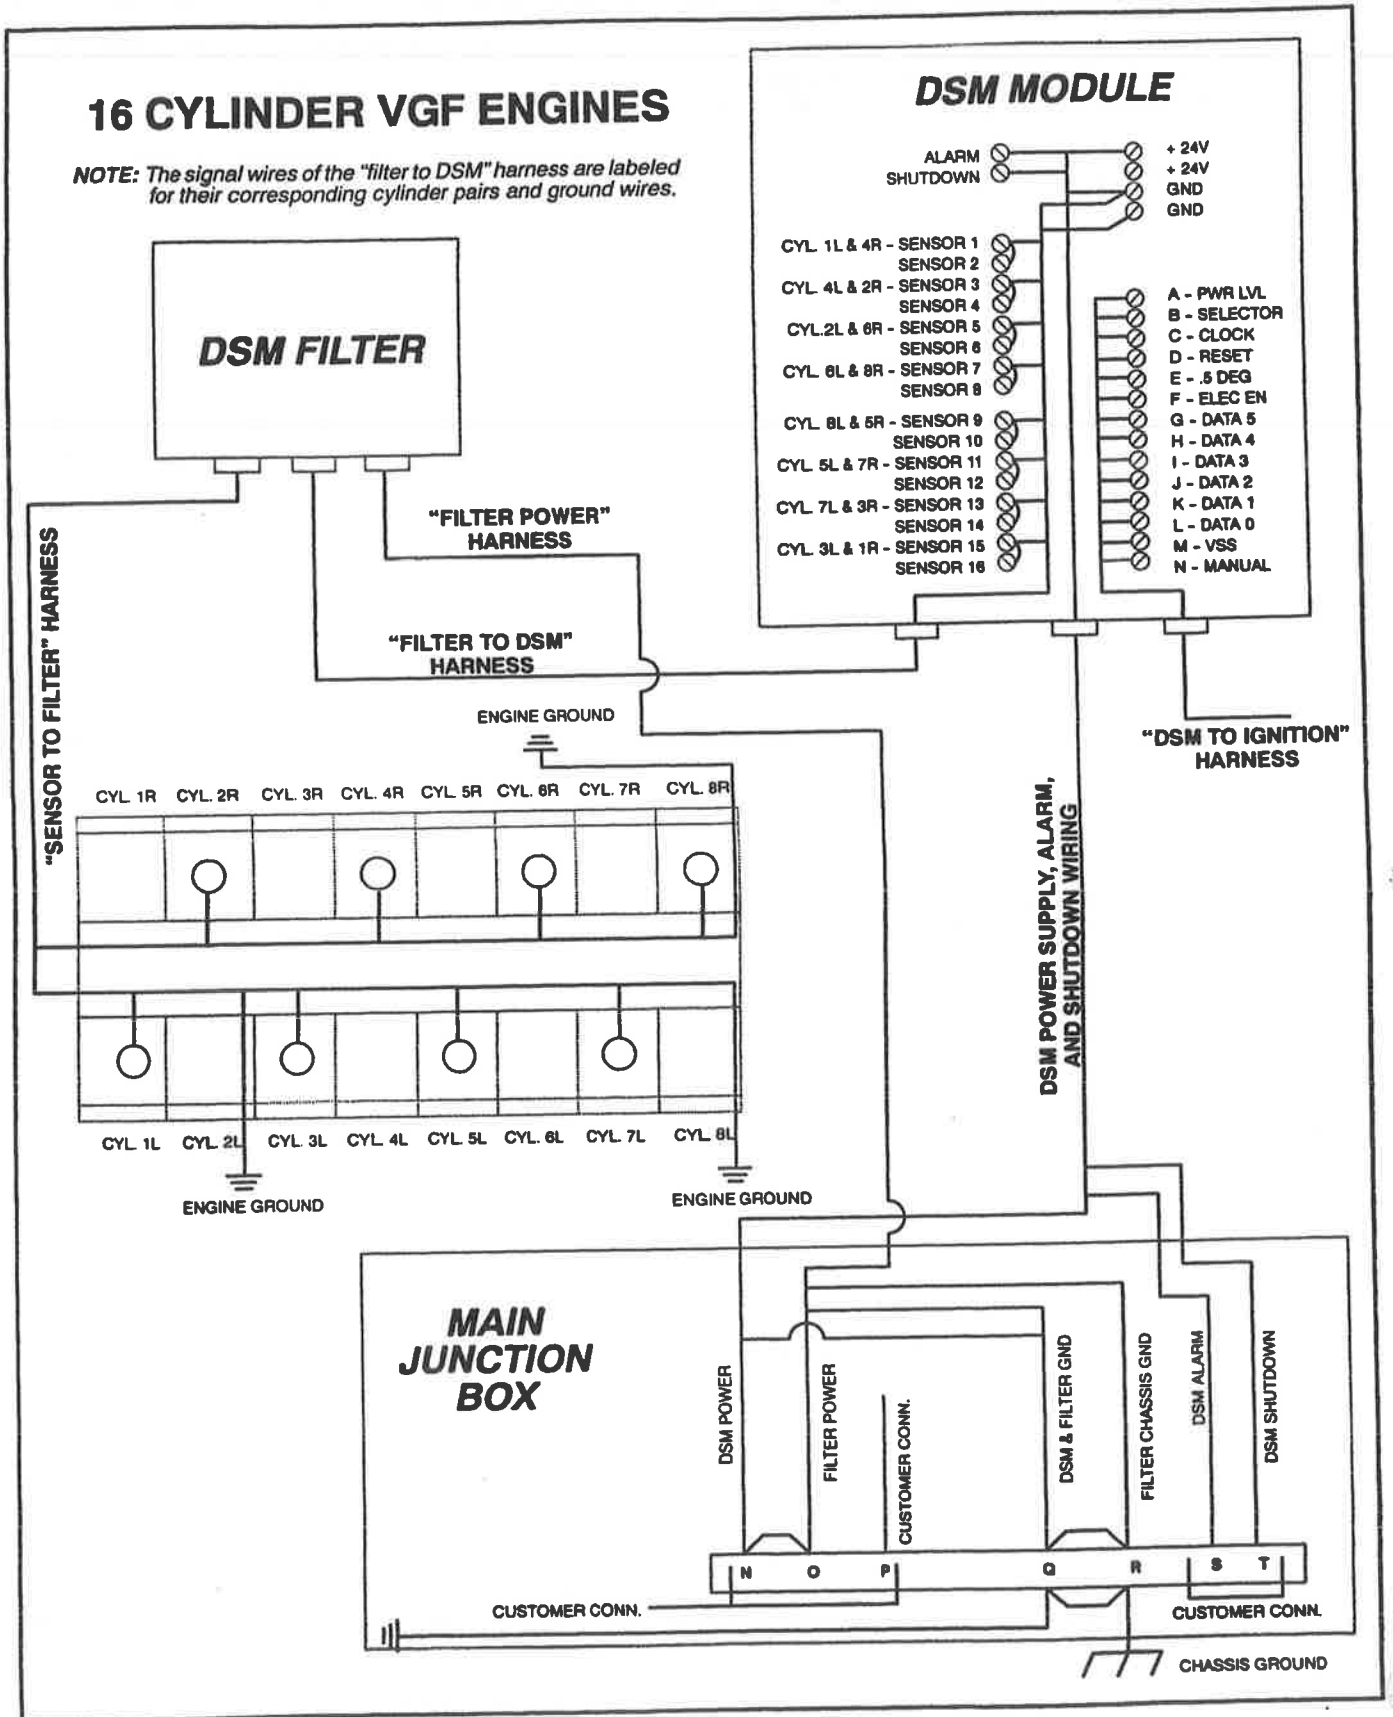 16 CYLINDER VGF ENGINES
NOTE: The signal wires of the "filter to DSM" harness are labeled
for their corresponding cylinder pairs and ground wires.
DSM MODULE
ALARM
SHUTDOWN
+ 24V
+ 24V
GND
GND
CYL. 1L & 4R - SENSOR 1
SENSOR 2
CYL. 4L & 2R - SENSOR 3
SENSOR 4
CYL.2L & 6R - SENSOR 5
SENSOR 6
CYL. 6L & 8R - SENSOR 7
SENSOR 8
CYL. 8L & 5R - SENSOR 9
SENSOR 10
CYL. 5L & 7R - SENSOR 11
SENSOR 12
CYL. 7L & 3R - SENSOR 13
SENSOR 14
CYL. 3L & 1R - SENSOR 15
SENSOR 16
A - PWR LVL
B - SELECTOR
C - CLOCK
D - RESET
E - .5 DEG
F - ELEC EN
G - DATA 5
H - DATA 4
I - DATA 3
J - DATA 2
K - DATA 1
L - DATA 0
M - VSS
N - MANUAL
DSM FILTER
"FILTER POWER"
HARNESS
"SENSOR TO FILTER" HARNESS
"FILTER TO DSM"
HARNESS
"DSM TO IGNITION"
HARNESS
ENGINE GROUND
CYL. 1R
CYL. 2R
CYL. 3R
CYL. 4R
CYL. 5R
CYL. 6R
CYL. 7R
CYL. 8R
DSM POWER SUPPLY, ALARM,
AND SHUTDOWN WIRING
CYL. 1L
CYL. 2L
CYL. 3L
CYL. 4L
CYL. 5L
CYL. 6L
CYL. 7L
CYL. 8L
ENGINE GROUND
ENGINE GROUND
MAIN
JUNCTION
BOX
DSM POWER
FILTER POWER
CUSTOMER CONN.
DSM & FILTER GND
FILTER CHASSIS GND
DSM ALARM
DSM SHUTDOWN
N
O
P
Q
R
S
T
CUSTOMER CONN.
CUSTOMER CONN.
CHASSIS GROUND